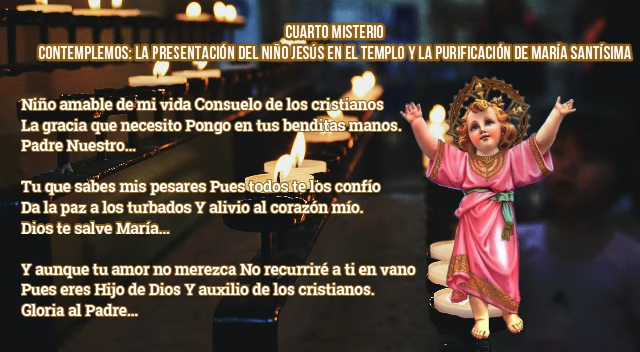 CUARTO MISTERIO
CONTEMPLEMOS: LA PRESENTACIÓN DEL NIÑO JESÚS EN EL TEMPLO Y LA PURIFICACIÓN DE MARÍA SANTÍSIMA
Niño amable de mi vida Consuelo de los cristianos
La gracia que necesito Pongo en tus benditas manos.
Padre Nuestro...
Tu que sabes mis pesares Pues todos te los confío
Da la paz a los turbados Y alivio al corazón mío.
Dios te salve María...
Y aunque tu amor no merezca No recurriré a ti en vano
Pues eres Hijo de Dios Y auxilio de los cristianos.
Gloria al Padre...